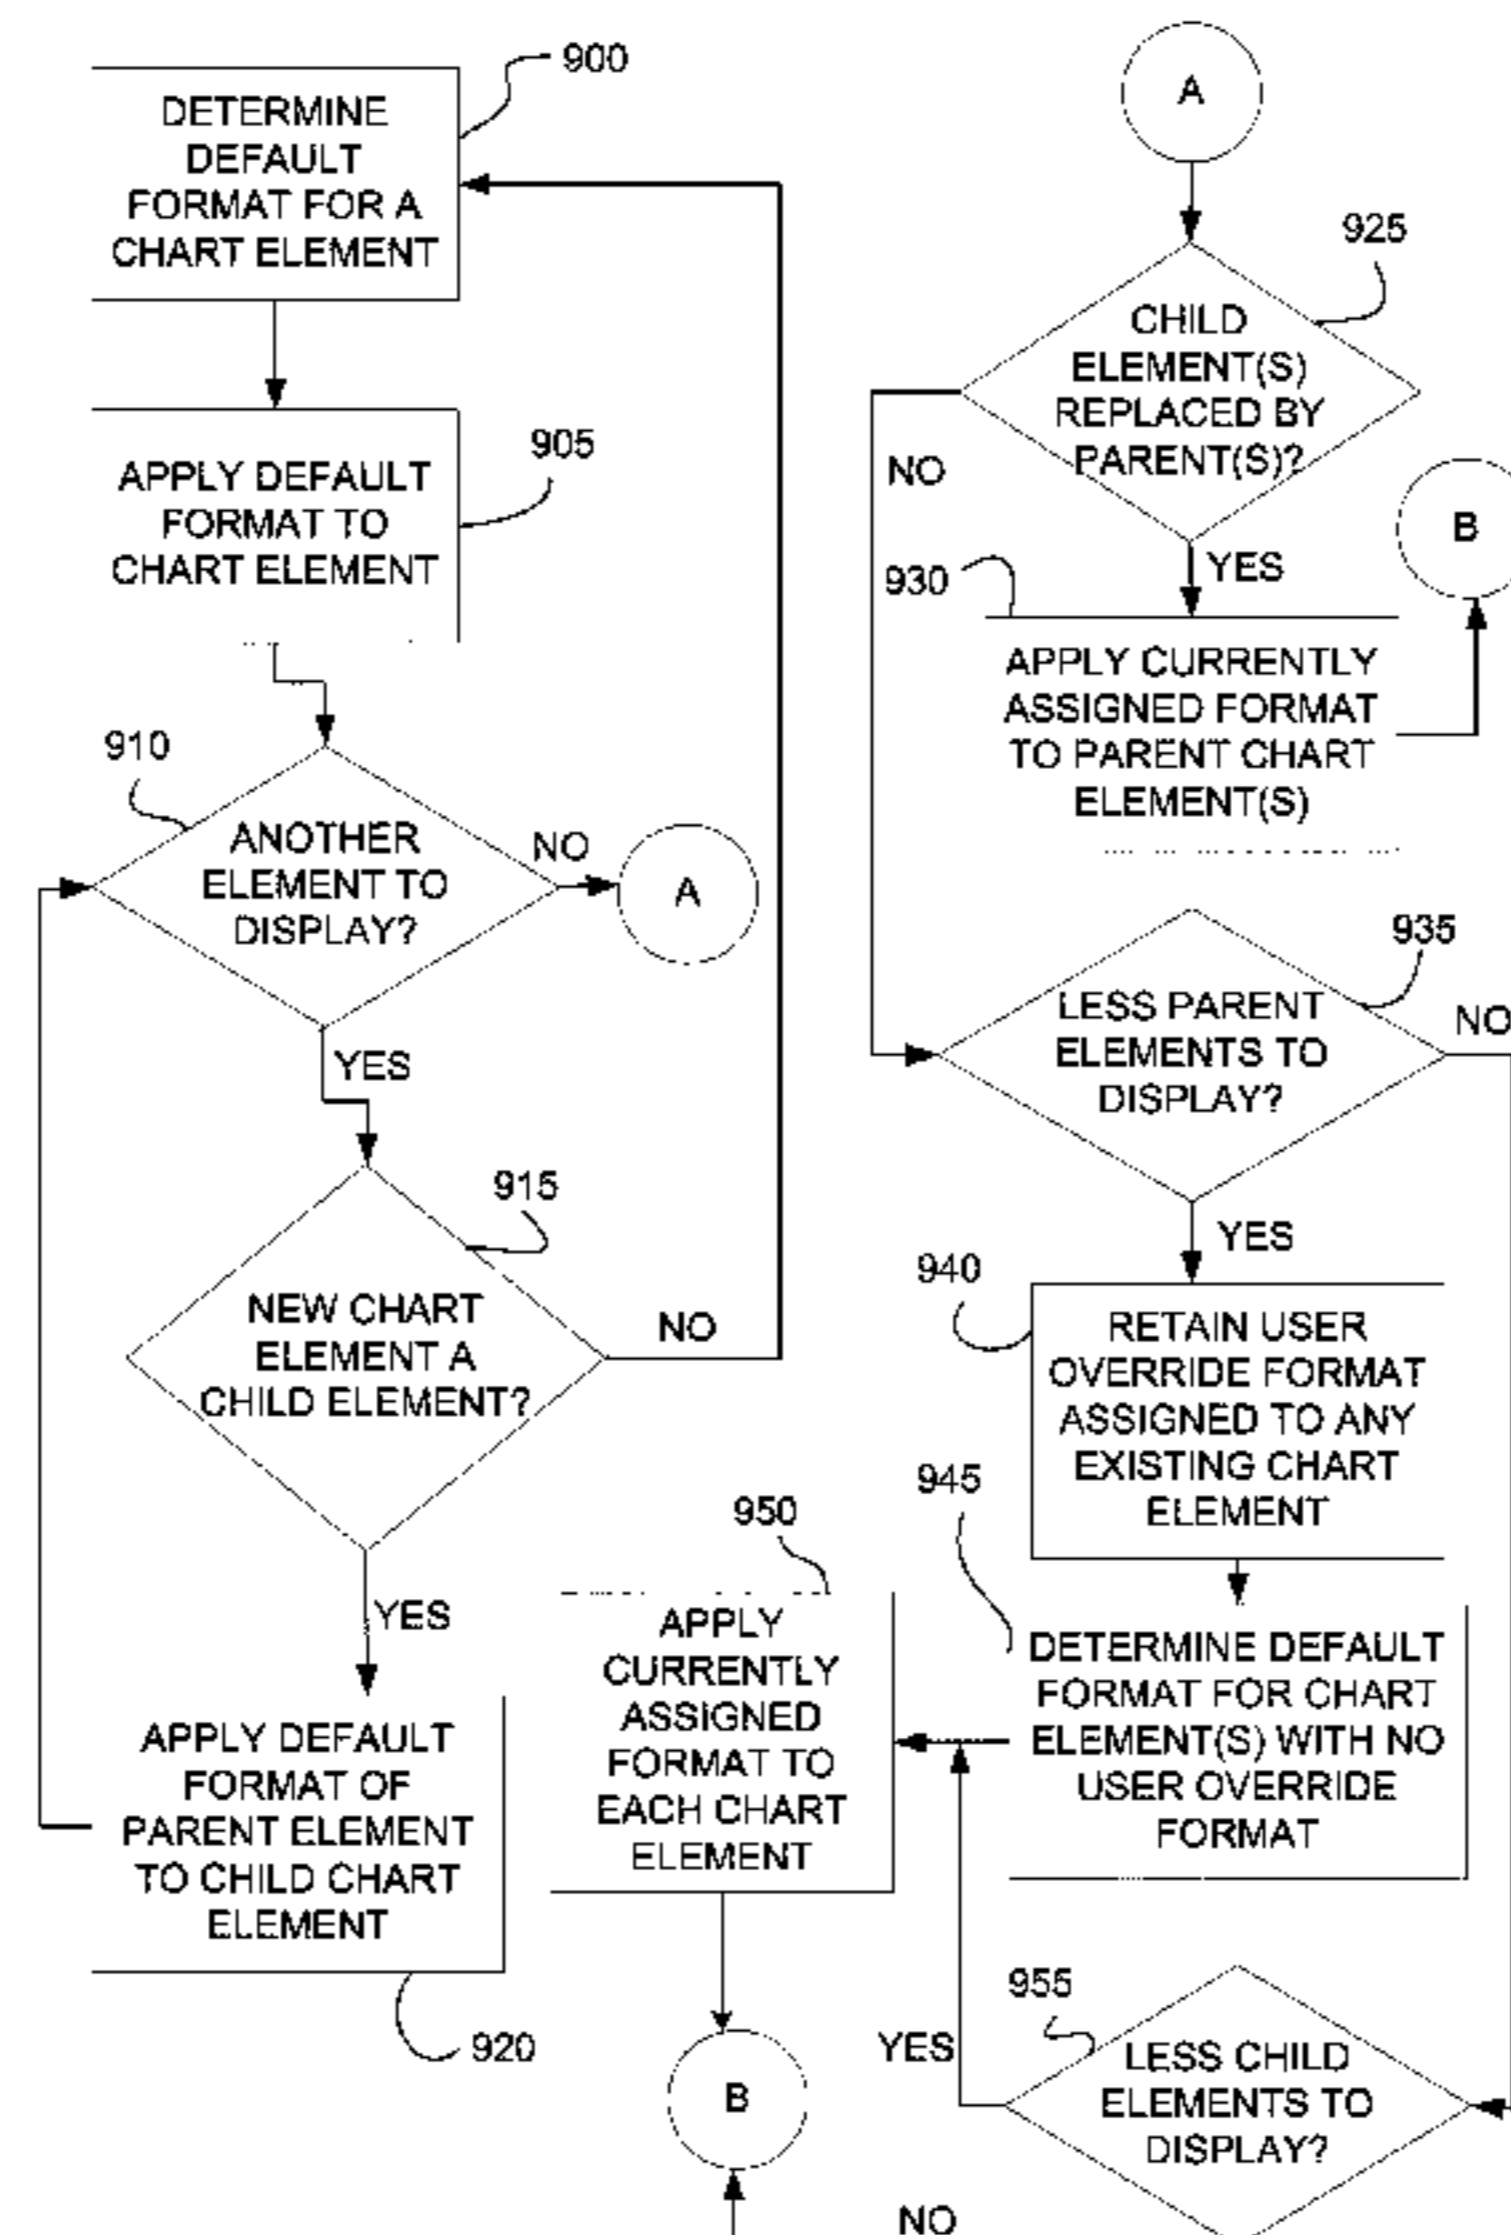 900
DETERMINE
DEFAULT
FORMAT FOR A
CHART ELEMENT
905
APPLY DEFAULT
FORMAT TO
CHART ELEMENT
910
ANOTHER
ELEMENT TO
DISPLAY?
NO
A
YES
915
NEW CHART
ELEMENT A
CHILD ELEMENT?
NO
YES
APPLY DEFAULT
FORMAT OF
PARENT ELEMENT
TO CHILD CHART
ELEMENT
920
A
925
CHILD
ELEMENT(S)
REPLACED BY
PARENT(S)?
NO
YES
B
930
APPLY CURRENTLY
ASSIGNED FORMAT
TO PARENT CHART
ELEMENT(S)
935
LESS PARENT
ELEMENTS TO
DISPLAY?
NO
YES
940
RETAIN USER
OVERRIDE FORMAT
ASSIGNED TO ANY
EXISTING CHART
ELEMENT
945
DETERMINE DEFAULT
FORMAT FOR CHART
ELEMENT(S) WITH NO
USER OVERRIDE
FORMAT
950
APPLY
CURRENTLY
ASSIGNED
FORMAT TO
EACH CHART
ELEMENT
B
955
YES
LESS CHILD
ELEMENTS TO
DISPLAY?
NO